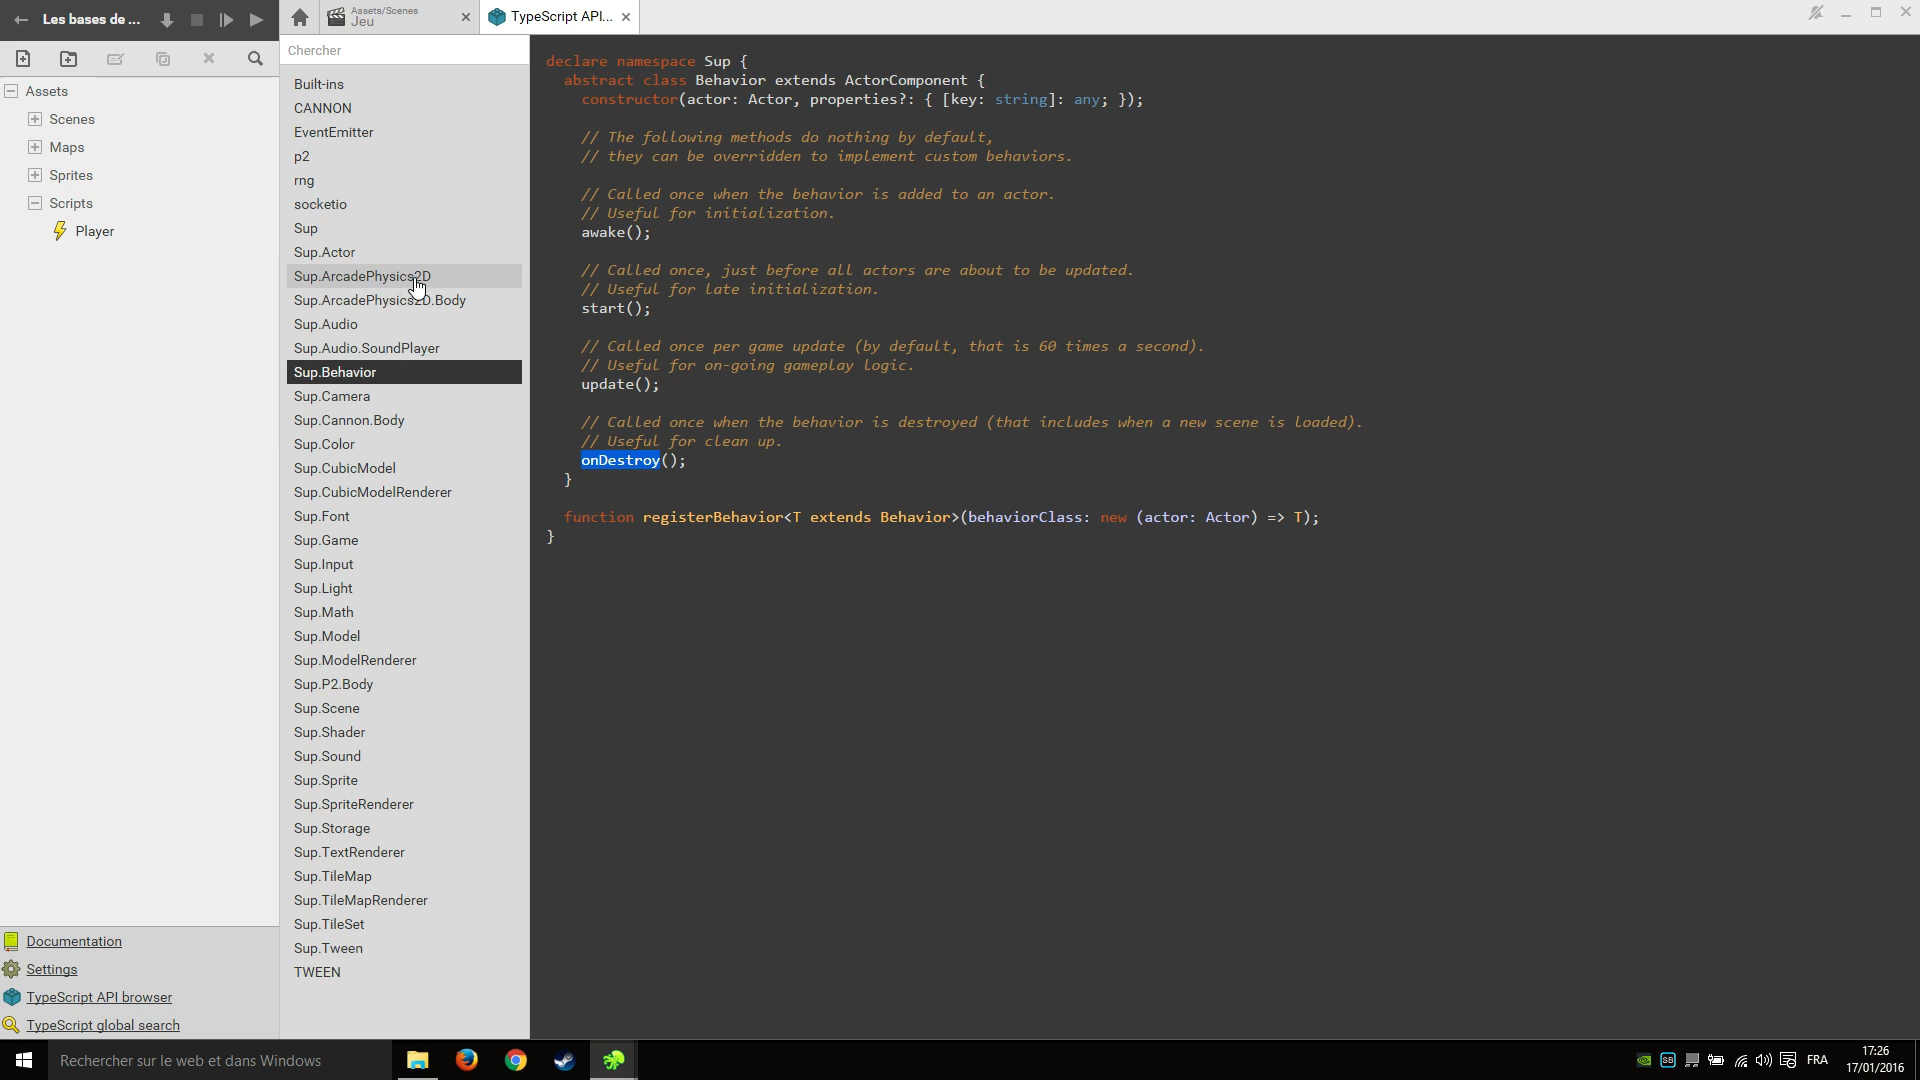 Les bases de ...
Assets/Scenes
Jeu
TypeScript API...
Chercher
Assets
Scenes
Maps
Sprites
Scripts
Player
Documentation
Settings
TypeScript API browser
TypeScript global search
Built-ins
CANNON
EventEmitter
p2
rng
socketio
Sup
Sup.Actor
Sup.ArcadePhysics2D
Sup.ArcadePhysics2D.Body
Sup.Audio
Sup.Audio.SoundPlayer
Sup.Behavior
Sup.Camera
Sup.Cannon.Body
Sup.Color
Sup.CubicModel
Sup.CubicModelRenderer
Sup.Font
Sup.Game
Sup.Input
Sup.Light
Sup.Math
Sup.Model
Sup.ModelRenderer
Sup.P2.Body
Sup.Scene
Sup.Shader
Sup.Sound
Sup.Sprite
Sup.SpriteRenderer
Sup.Storage
Sup.TextRenderer
Sup.TileMap
Sup.TileMapRenderer
Sup.TileSet
Sup.Tween
TWEEN
declare namespace Sup {
abstract class Behavior extends ActorComponent {
constructor(actor: Actor, properties?: { [key: string]: any; });
// The following methods do nothing by default,
// they can be overridden to implement custom behaviors.
// Called once when the behavior is added to an actor.
// Useful for initialization.
awake();
// Called once, just before all actors are about to be updated.
// Useful for late initialization.
start();
// Called once per game update (by default, that is 60 times a second).
// Useful for on-going gameplay logic.
update();
// Called once when the behavior is destroyed (that includes when a new scene is loaded).
// Useful for clean up.
onDestroy();
}
function registerBehavior<T extends Behavior>(behaviorClass: new (actor: Actor) => T);
}
Rechercher sur le web et dans Windows
SB
FRA
17:26
17/01/2016